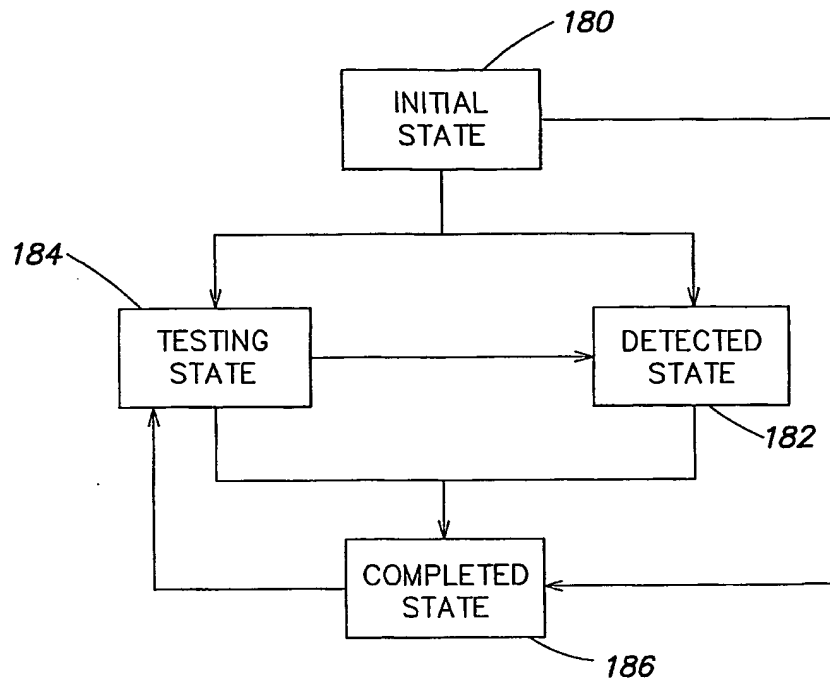 180
INITIAL
STATE
184
TESTING
STATE
DETECTED
STATE
182
COMPLETED
STATE
186